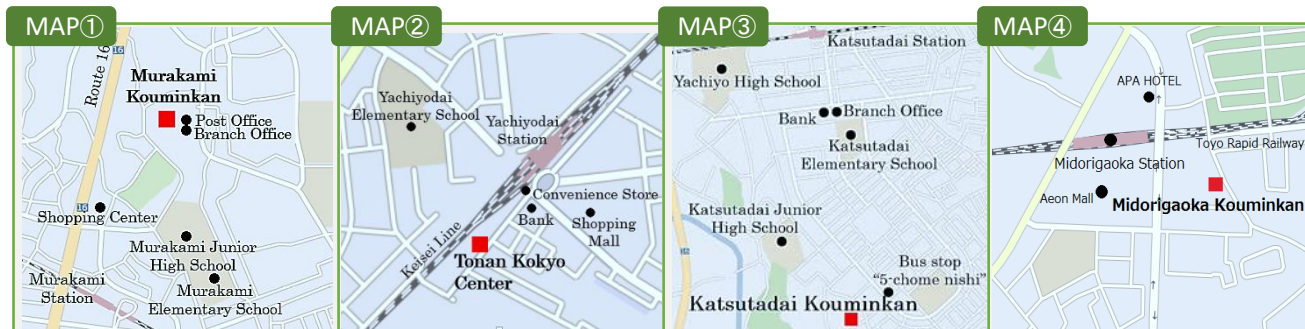 MAP①
16
Route 16
Murakami
Kouminkan
Post Office
Branch Office
16
Shopping Center
Murakami Junior
High School
Murakami
Station
Murakami
Elementary School
16
MAP②
Yachiyodai
Elementary School
Yachiyodai
Station
Convenience Store
Bank
Shopping
Mall
Keisei Line
Tonan Kokyo
Center
MAP③
Katsutadai Station
Yachiyo High School
Bank
Branch Office
Katsutadai
Elementary School
Katsutadai Junior
High School
Bus stop
“5-chome nishi”
Katsutadai Kouminkan
MAP④
APA HOTEL
Toyo Rapid Railway
Midorigaoka Station
Aeon Mall
Midorigaoka Kouminkan